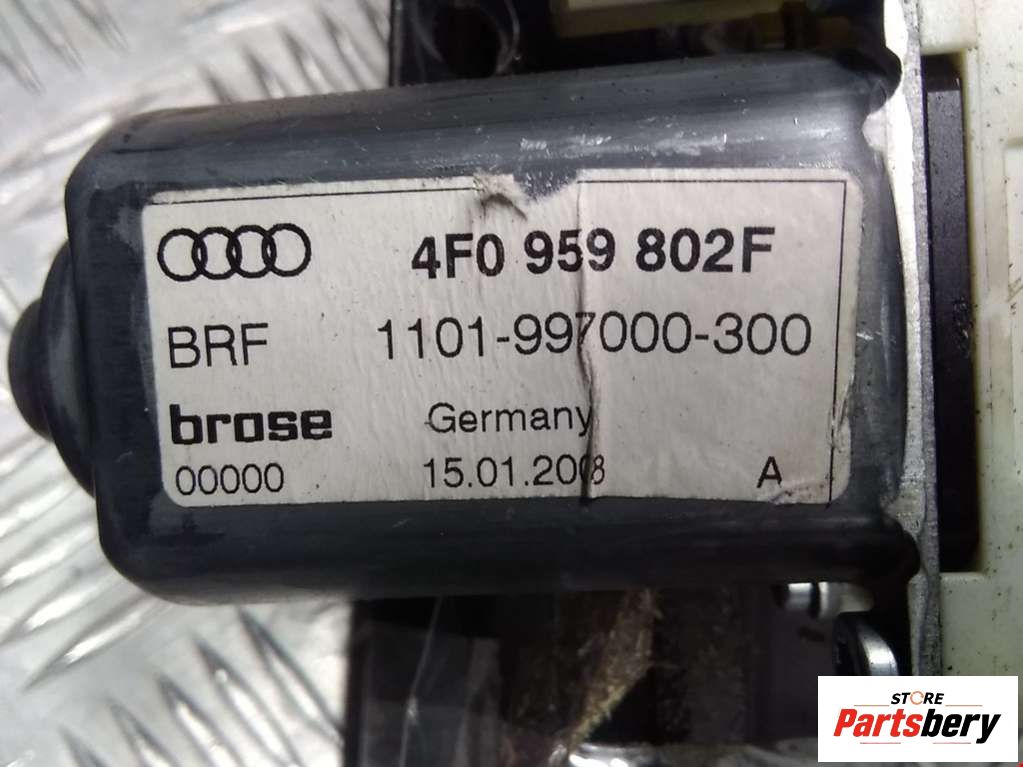 4F0 959 802F
BRF 1101-997000-300
brose Germany
00000 15.01.2008 A
STORE
Partsbery